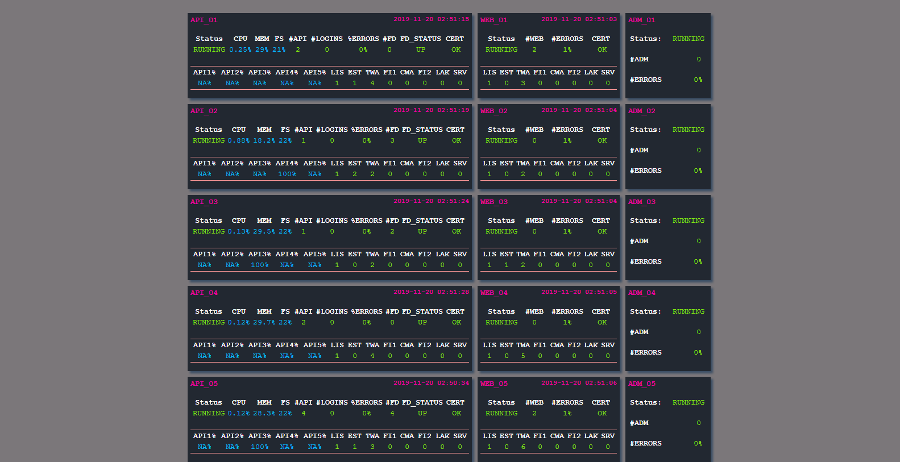 API_01 2019-11-28 02:51:15
Status CPU MEM FS #API #LOGINS %ERRORS #FD FD_STATUS CERT
RUNNING 0.25% 29% 21% 2 0 0% 0 UP OK
API1% API2% API3% API4% API5% LIS EST TWA FI1 CWA FI2 LAK SRV
NA% NA% NA% NA% NA% 1 1 4 0 0 0 0 0
WEB_01 2019-11-28 02:51:03
Status #WEB #ERRORS CERT
RUNNING 2 1% OK
LIS EST TWA FI1 CWA FI2 LAK SRV
1 0 3 0 0 0 0 0
ADM_01
Status: RUNNING
#ADM 0
#ERRORS 0%
API_02 2019-11-28 02:51:19
Status CPU MEM FS #API #LOGINS %ERRORS #FD FD_STATUS CERT
RUNNING 0.88% 18.2% 22% 1 0 0% 3 UP OK
API1% API2% API3% API4% API5% LIS EST TWA FI1 CWA FI2 LAK SRV
NA% NA% NA% 100% NA% 1 2 2 0 0 0 0 0
WEB_02 2019-11-28 02:51:04
Status #WEB #ERRORS CERT
RUNNING 0 1% OK
LIS EST TWA FI1 CWA FI2 LAK SRV
1 0 2 0 0 0 0 0
ADM_02
Status: RUNNING
#ADM 0
#ERRORS 0%
API_03 2019-11-28 02:51:24
Status CPU MEM FS #API #LOGINS %ERRORS #FD FD_STATUS CERT
RUNNING 0.13% 29.5% 22% 1 0 0% 2 UP OK
API1% API2% API3% API4% API5% LIS EST TWA FI1 CWA FI2 LAK SRV
NA% NA% 100% NA% NA% 1 0 2 0 0 0 0 0
WEB_03 2019-11-28 02:51:04
Status #WEB #ERRORS CERT
RUNNING 0 1% OK
LIS EST TWA FI1 CWA FI2 LAK SRV
1 1 2 0 0 0 0 0
ADM_03
Status: RUNNING
#ADM 0
#ERRORS 0%
API_04 2019-11-28 02:51:28
Status CPU MEM FS #API #LOGINS %ERRORS #FD FD_STATUS CERT
RUNNING 0.12% 29.7% 22% 2 0 0% 0 UP OK
API1% API2% API3% API4% API5% LIS EST TWA FI1 CWA FI2 LAK SRV
NA% NA% NA% NA% NA% 1 0 4 0 0 0 0 0
WEB_04 2019-11-28 02:51:05
Status #WEB #ERRORS CERT
RUNNING 0 1% OK
LIS EST TWA FI1 CWA FI2 LAK SRV
1 0 5 0 0 0 0 0
ADM_04
Status: RUNNING
#ADM 0
#ERRORS 0%
API_05 2019-11-28 02:50:54
Status CPU MEM FS #API #LOGINS %ERRORS #FD FD_STATUS CERT
RUNNING 0.12% 28.3% 22% 4 0 0% 4 UP OK
API1% API2% API3% API4% API5% LIS EST TWA FI1 CWA FI2 LAK SRV
NA% NA% 100% NA% NA% 1 1 3 0 0 0 0 0
WEB_05 2019-11-28 02:51:06
Status #WEB #ERRORS CERT
RUNNING 2 1% OK
LIS EST TWA FI1 CWA FI2 LAK SRV
1 0 6 0 0 0 0 0
ADM_05
Status: RUNNING
#ADM 0
#ERRORS 0%